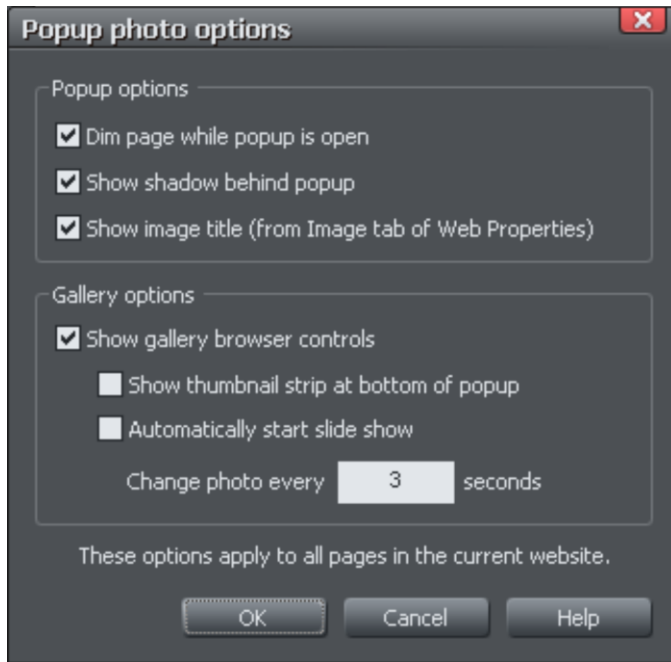 Popup photo options
Popup options
Dim page while popup is open
Show shadow behind popup
Show image title (from Image tab of Web Properties)
Gallery options
Show gallery browser controls
Show thumbnail strip at bottom of popup
Automatically start slide show
Change photo every 3 seconds
These options apply to all pages in the current website.
OK Cancel Help